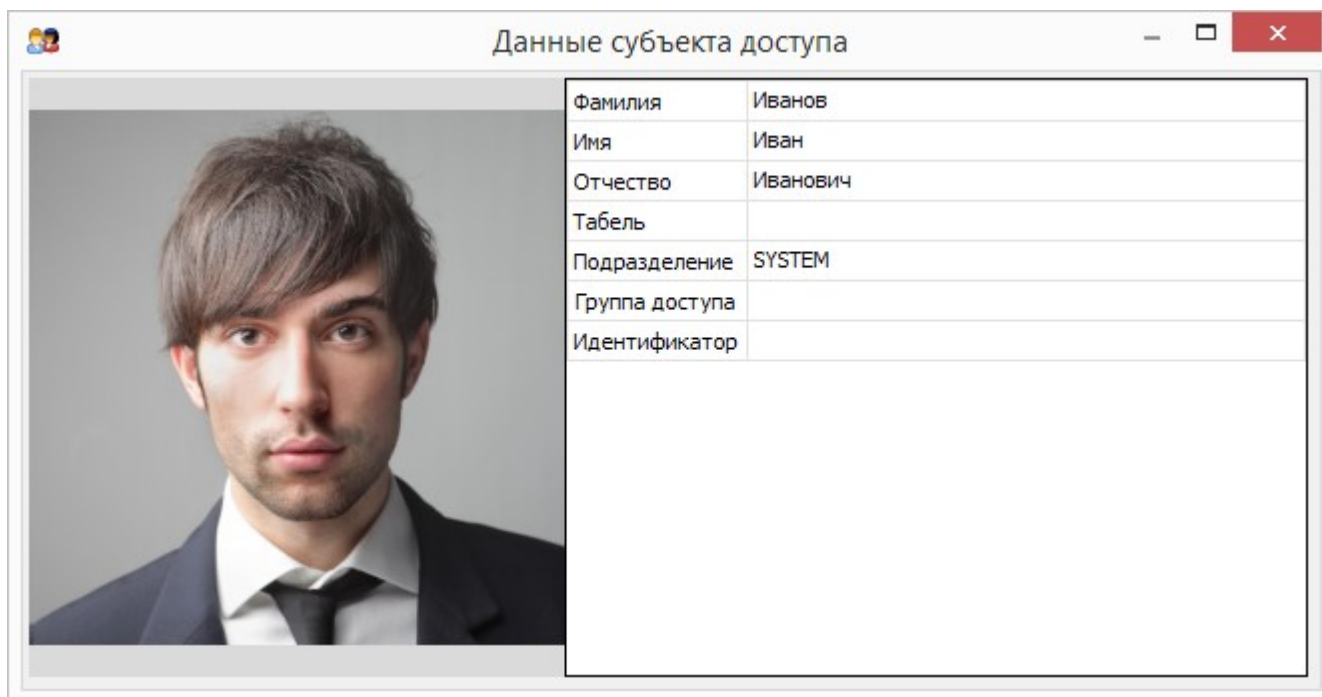 Данные субъекта доступа
Фамилия Иванов
Имя Иван
Отчество Иванович
Табель
Подразделение SYSTEM
Группа доступа
Идентификатор